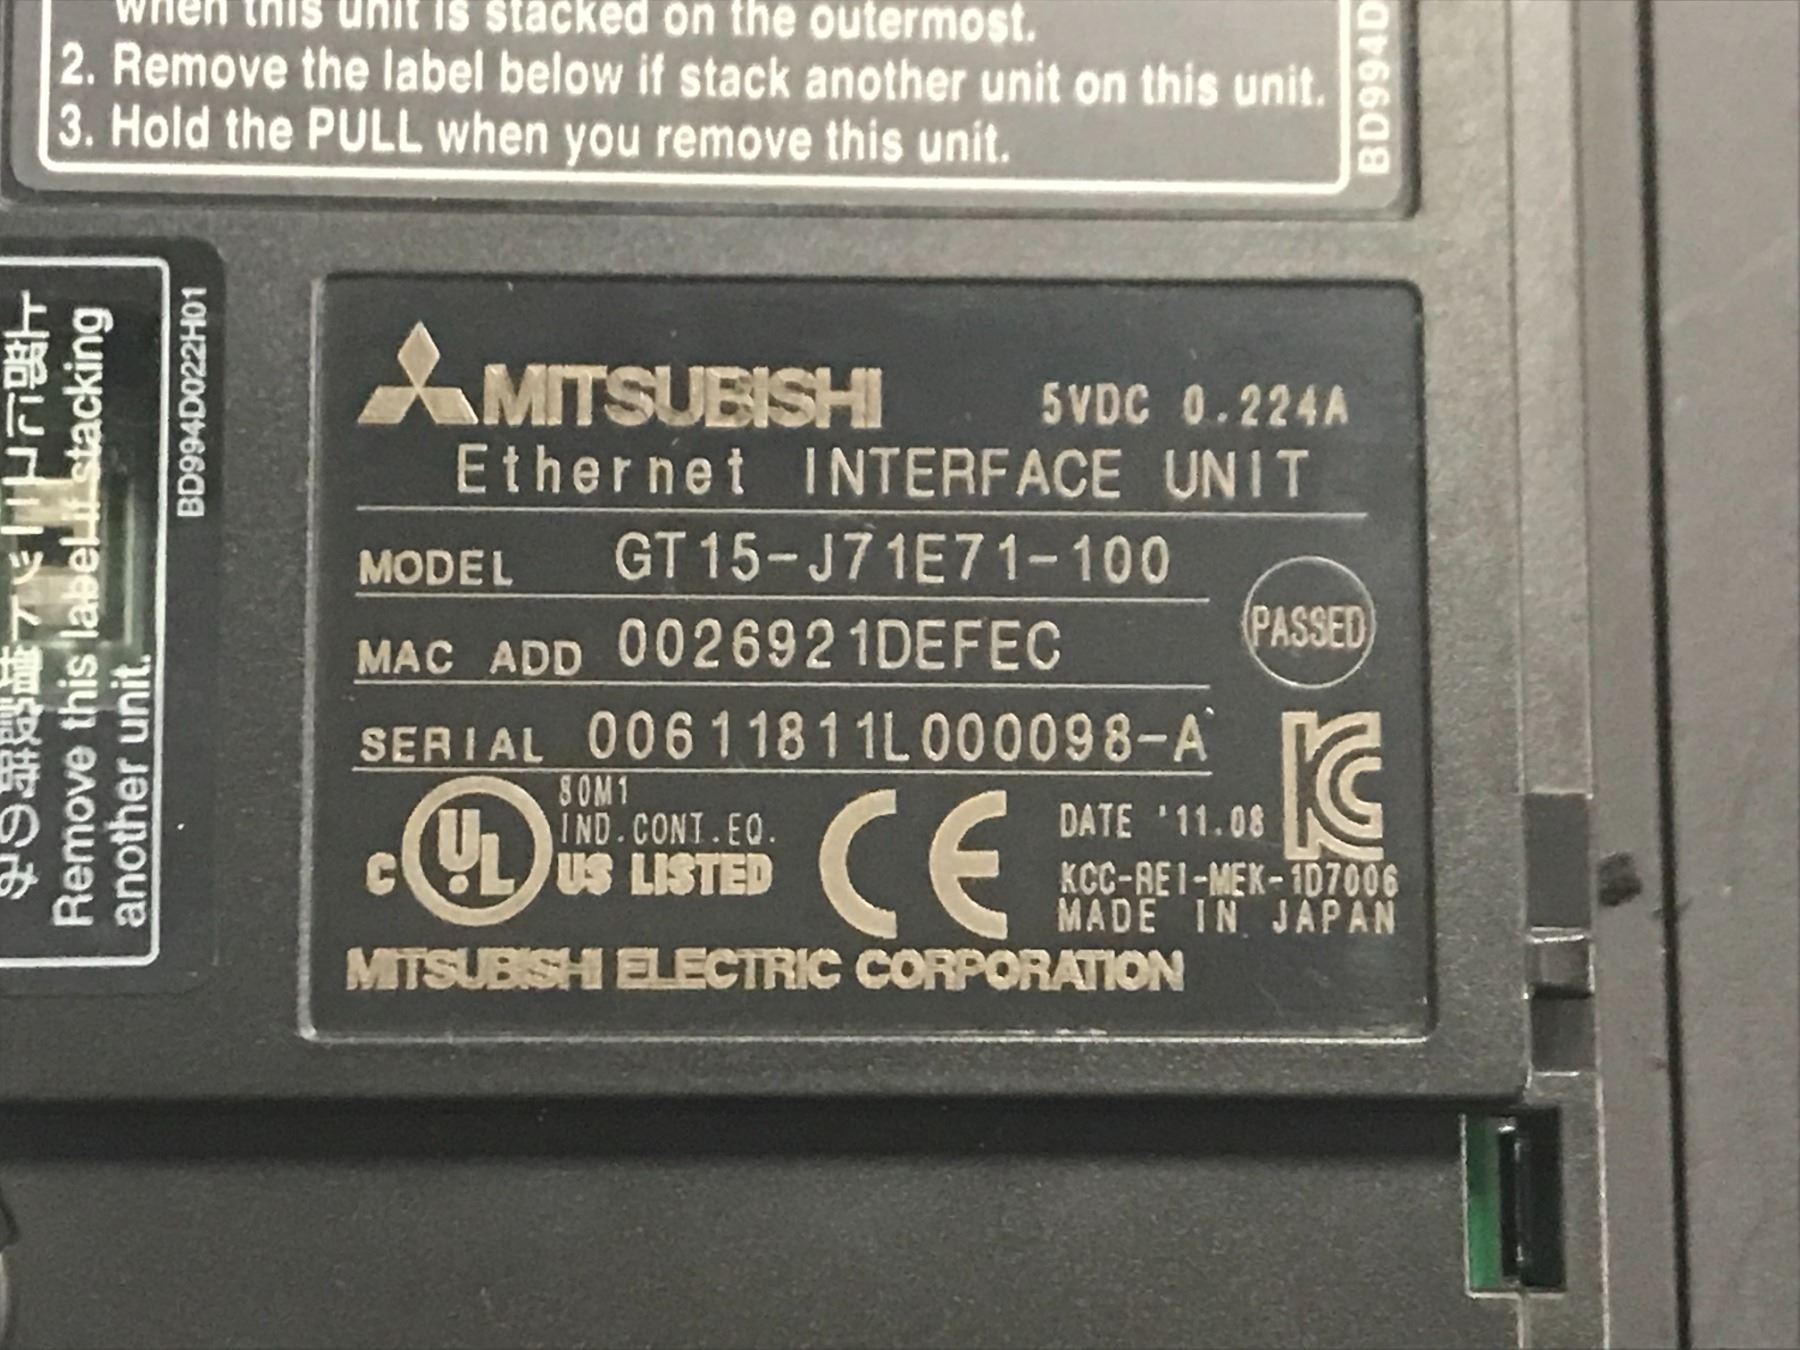 when this unit is stacked on the outermost.
2. Remove the label below if stack another unit on this unit.
3. Hold the PULL when you remove this unit.
BD994D
BD994D022H01
Remove this label if stacking
another unit.
MITSUBISHI 5VDC 0.224A
Ethernet INTERFACE UNIT
MODEL GT15-J71E71-100
PASSED
MAC ADD 0026921DEFEC
SERIAL 00611811L000098-A
80M1
IND.CONT.EQ.
C UL US LISTED
CE
DATE '11.08
KC
KCC-REI-MEK-1D7006
MADE IN JAPAN
MITSUBISHI ELECTRIC CORPORATION